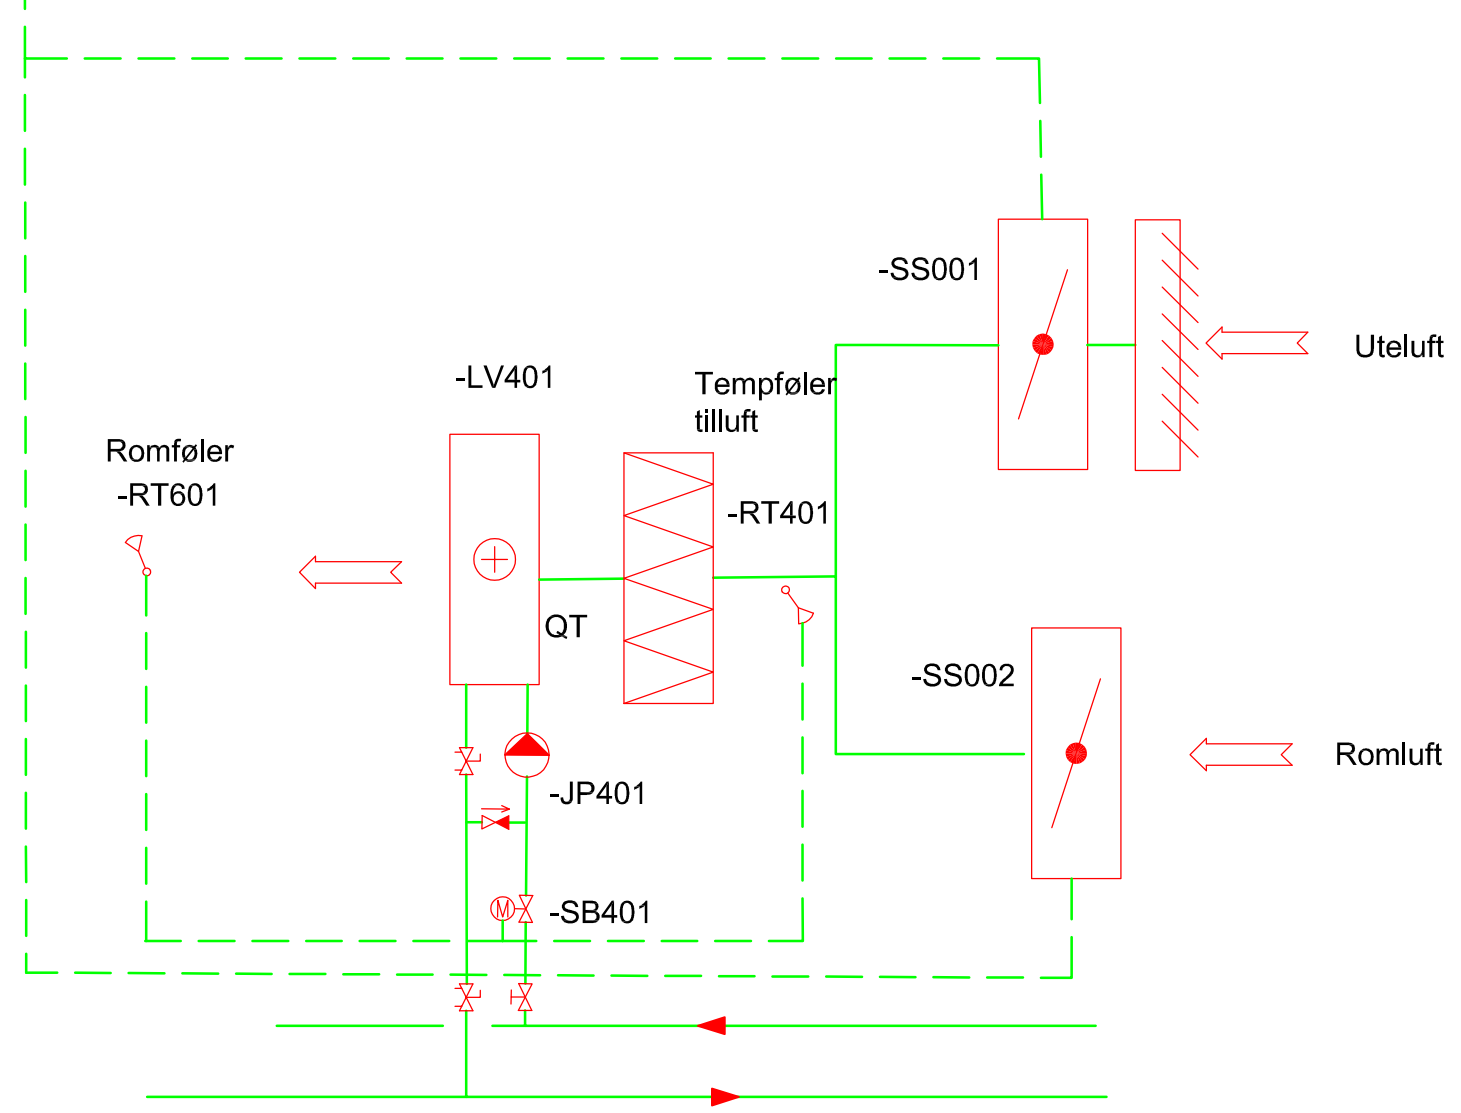 -SS001
Uteluft
-LV401
Tempføler
tilluft
Romføler
-RT601
-RT401
QT
-SS002
Romluft
-JP401
M
-SB401